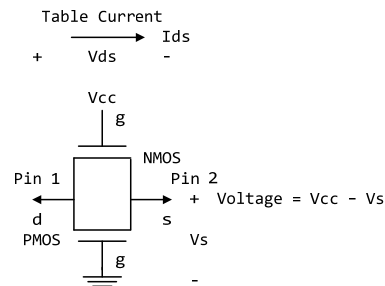 Table Current
Ids
+ Vds -
Vcc
g
NMOS
Pin 1 Pin 2
+ Voltage = Vcc - Vs
d s
PMOS Vs
g
-